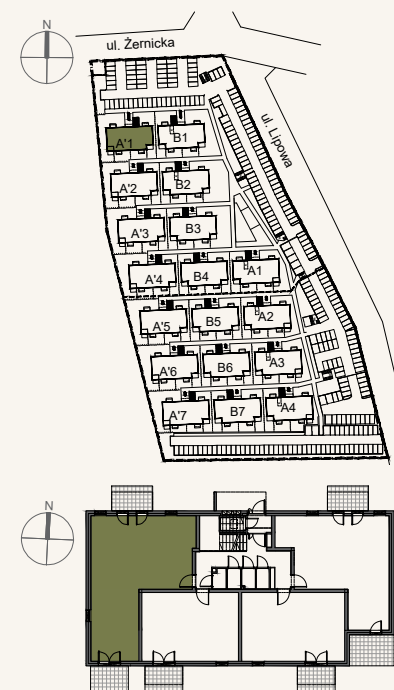 N
ul. Żernicka
ul. Lipowa
A'1 B1
A'2 B2
A'3 B3
A'4 B4 A1
A'5 B5 A2
A'6 B6 A3
A'7 B7 A4
N